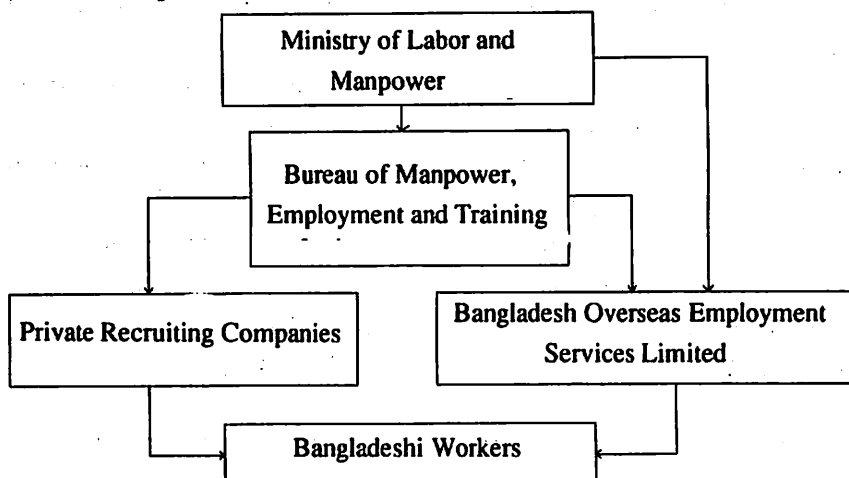 Ministry of Labor and
Manpower
Bureau of Manpower,
Employment and Training
Private Recruiting Companies
Bangladesh Overseas Employment
Services Limited
Bangladeshi Workers